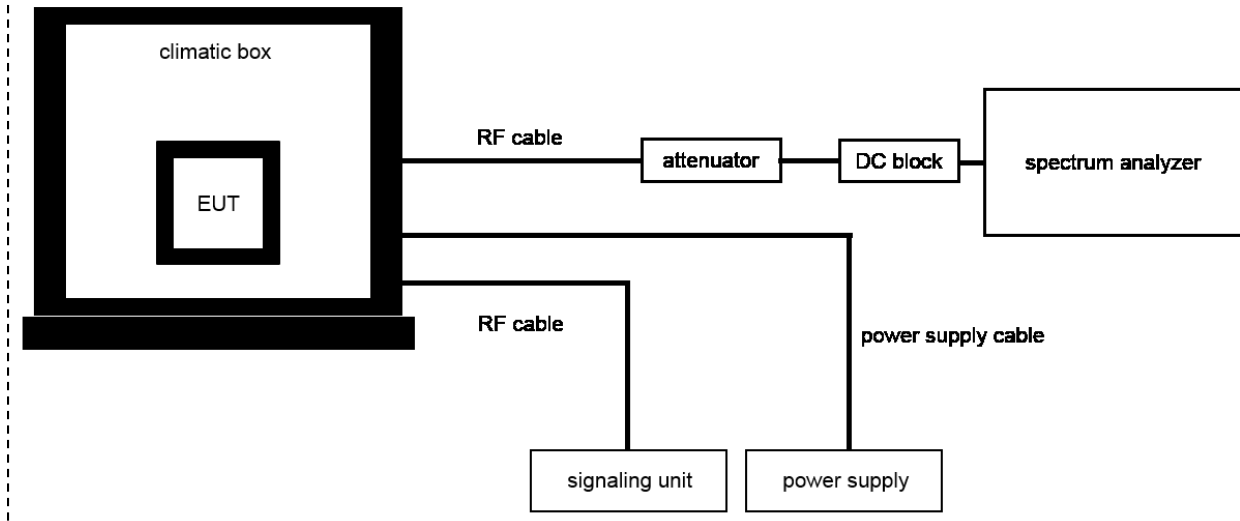 climatic box
RF cable
attenuator
DC block
spectrum analyzer
EUT
RF cable
power supply cable
signaling unit
power supply